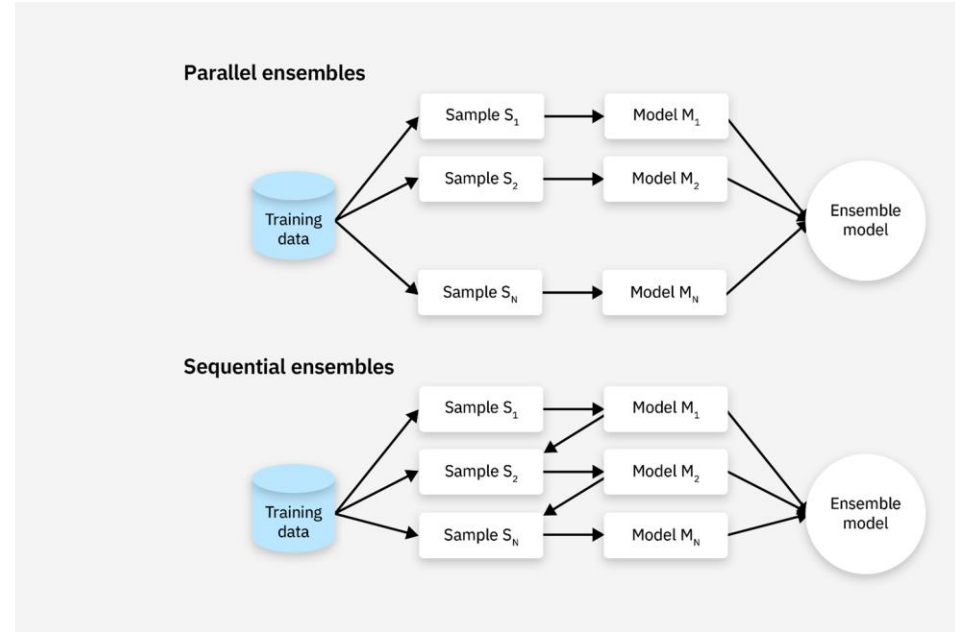 Parallel ensembles
Sample S₁
Model M₁
Sample S₂
Model M₂
Training
data
Ensemble
model
Sample Sₙ
Model Mₙ
Sequential ensembles
Sample S₁
Model M₁
Sample S₂
Model M₂
Training
data
Ensemble
model
Sample Sₙ
Model Mₙ